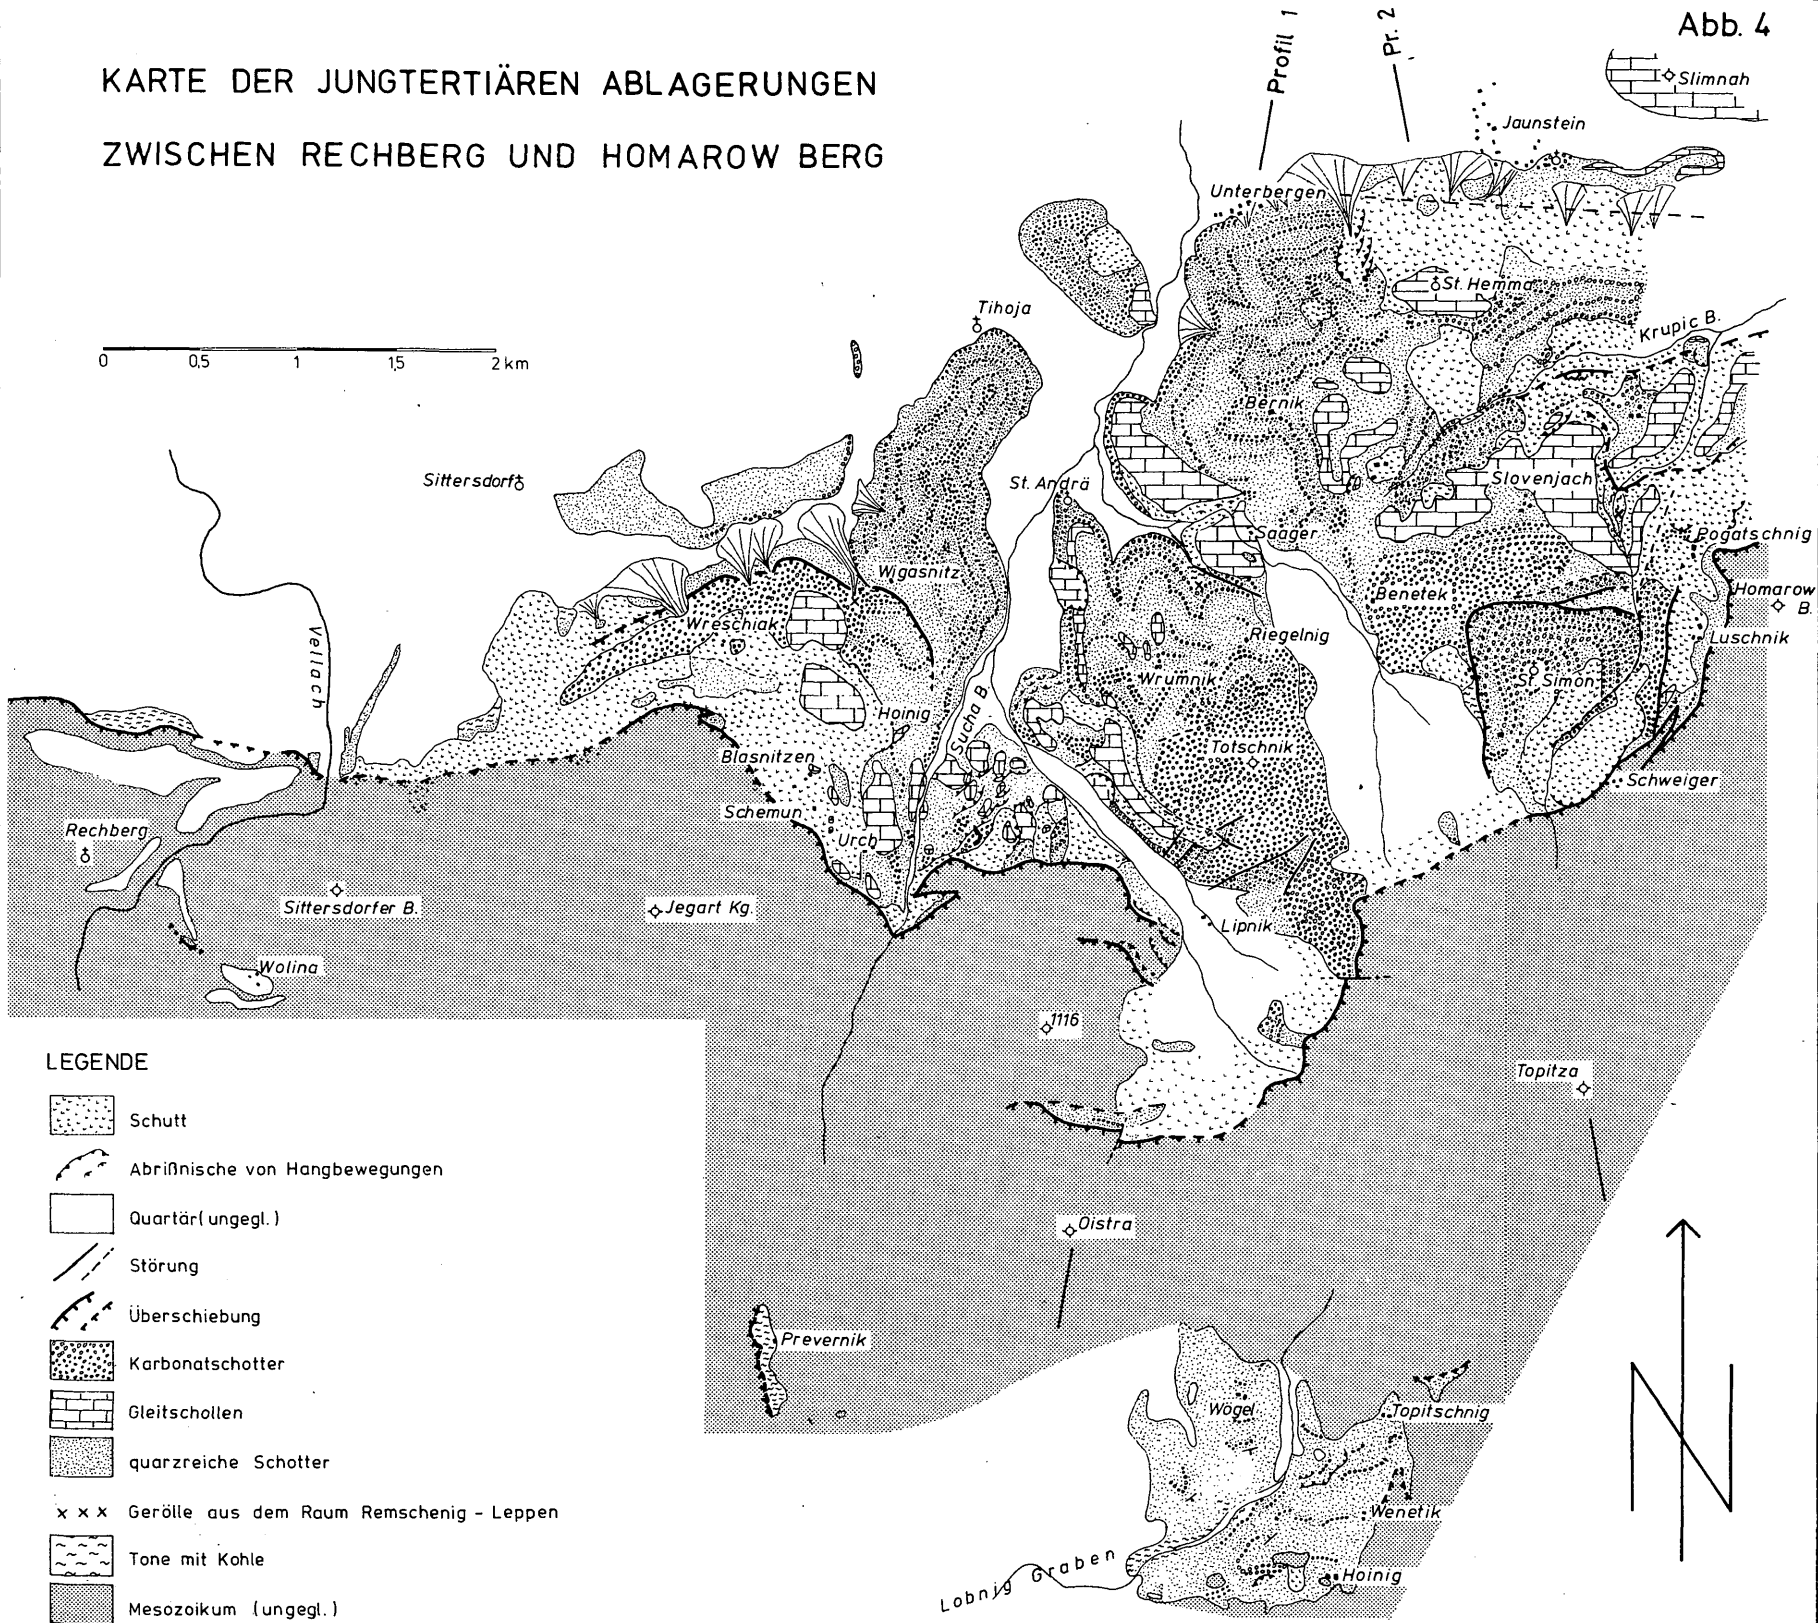 Abb. 4
KARTE DER JUNGTERTIÄREN ABLAGERUNGEN
ZWISCHEN RECHBERG UND HOMAROW BERG
Profil 1
Pr. 2
Slimnah
Jaunstein
Unterbergen
St. Hemma
Krupic B.
Tihoja
0 0,5 1 1,5 2 km
Bernik
Sittersdorf
St. Andrä
Slovenjach
Saager
Pogatschnig
Wigasnitz
Benetek
Homarow
B.
Wreschiak
Riegelnig
Luschnik
Vellach
Wrumnik
St. Simon
Hoinig
Sucha B.
Totschnik
Blasnitzen
Schweiger
Schemun
Urch
Rechberg
Sittersdorfer B.
Jegart Kg.
Lipnik
Wolina
1116
Topitza
Oistra
Prevernik
Wögel
Topitschnig
Wenetik
Lobnig Graben
Hoinig
LEGENDE
Schutt
Abrißnische von Hangbewegungen
Quartär (ungegl.)
Störung
Überschiebung
Karbonatschotter
Gleitschollen
quarzreiche Schotter
x x x Gerölle aus dem Raum Remschenig - Leppen
Tone mit Kohle
Mesozoikum (ungegl.)
N